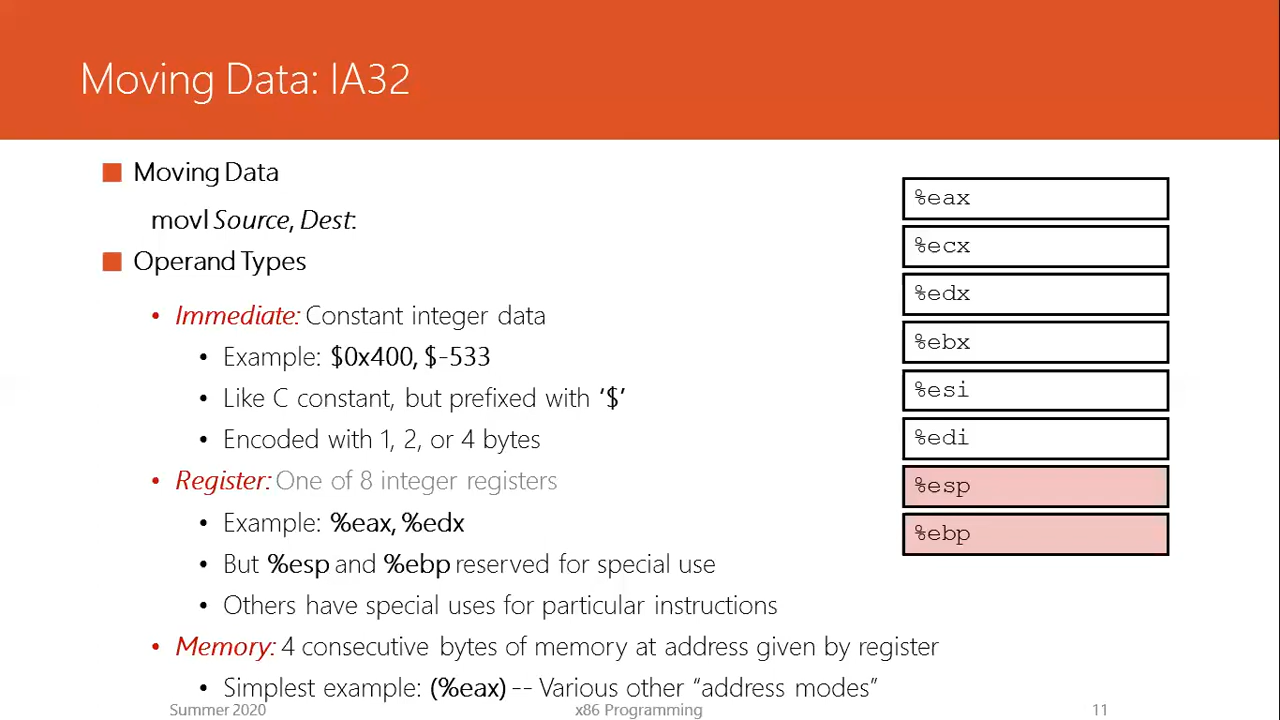 Moving Data: IA32
Moving Data
movl Source, Dest:
Operand Types
Immediate: Constant integer data
Example: $0x400, $-533
Like C constant, but prefixed with ‘$’
Encoded with 1, 2, or 4 bytes
Register: One of 8 integer registers
Example: %eax, %edx
But %esp and %ebp reserved for special use
Others have special uses for particular instructions
Memory: 4 consecutive bytes of memory at address given by register
Simplest example: (%eax) -- Various other “address modes”
%eax
%ecx
%edx
%ebx
%esi
%edi
%esp
%ebp
Summer 2020
x86 Programming
11